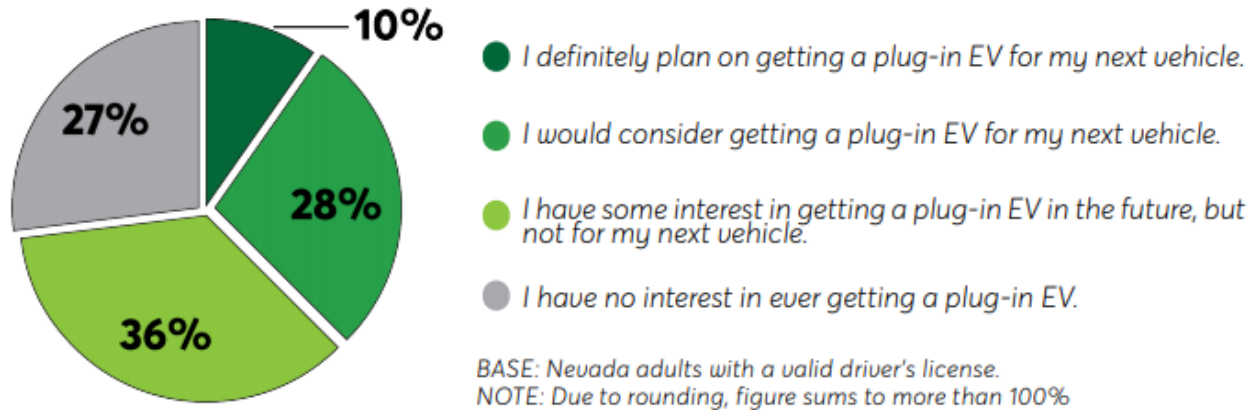 10%
27%
28%
36%
I definitely plan on getting a plug-in EV for my next vehicle.
I would consider getting a plug-in EV for my next vehicle.
I have some interest in getting a plug-in EV in the future, but
not for my next vehicle.
I have no interest in ever getting a plug-in EV.
BASE: Nevada adults with a valid driver's license.
NOTE: Due to rounding, figure sums to more than 100%